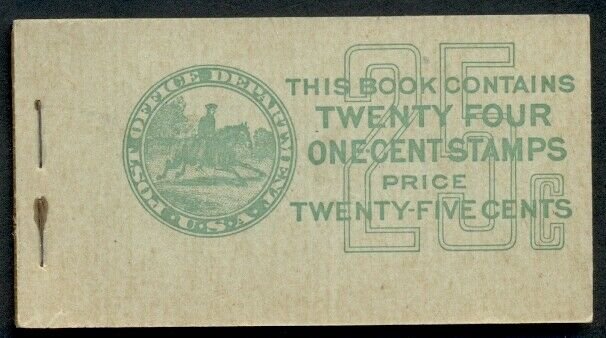 POST OFFICE DEPARTMENT
U.S.A.
25c
THIS BOOK CONTAINS
TWENTY FOUR
ONE-CENT STAMPS
PRICE
TWENTY-FIVE CENTS